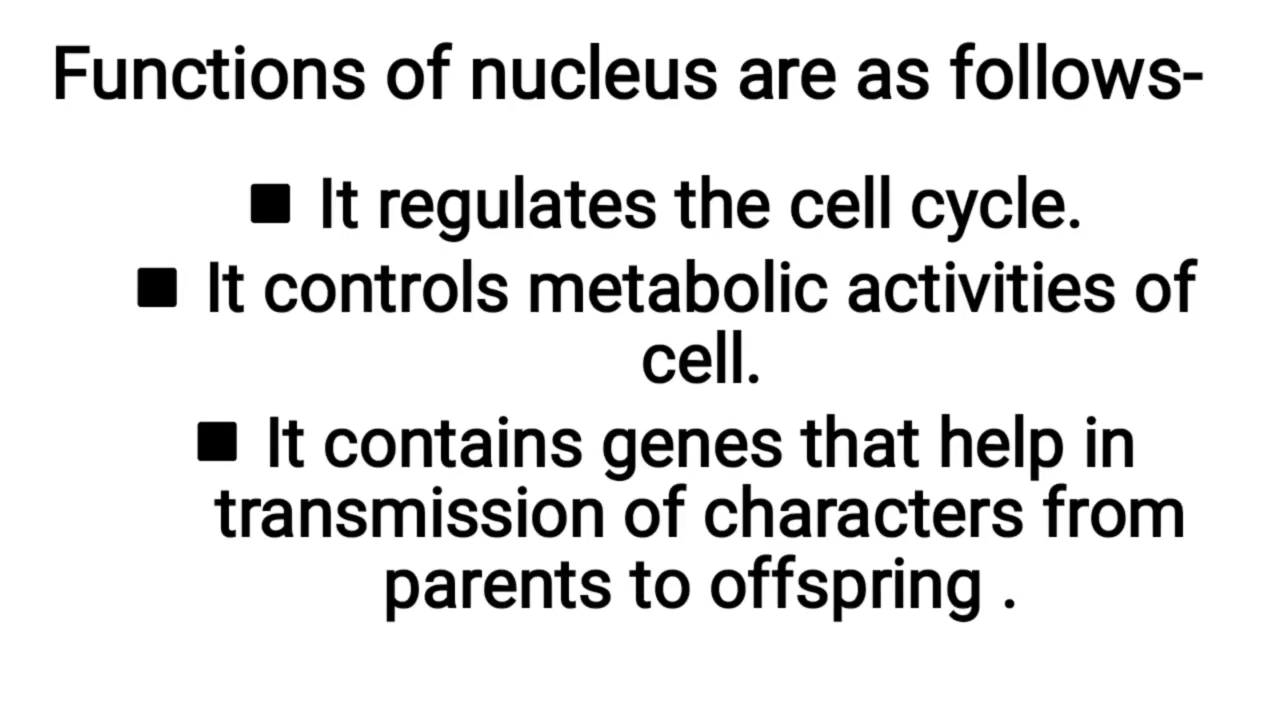 Functions of nucleus are as follows-
■ It regulates the cell cycle.
■ It controls metabolic activities of
cell.
■ It contains genes that help in
transmission of characters from
parents to offspring .